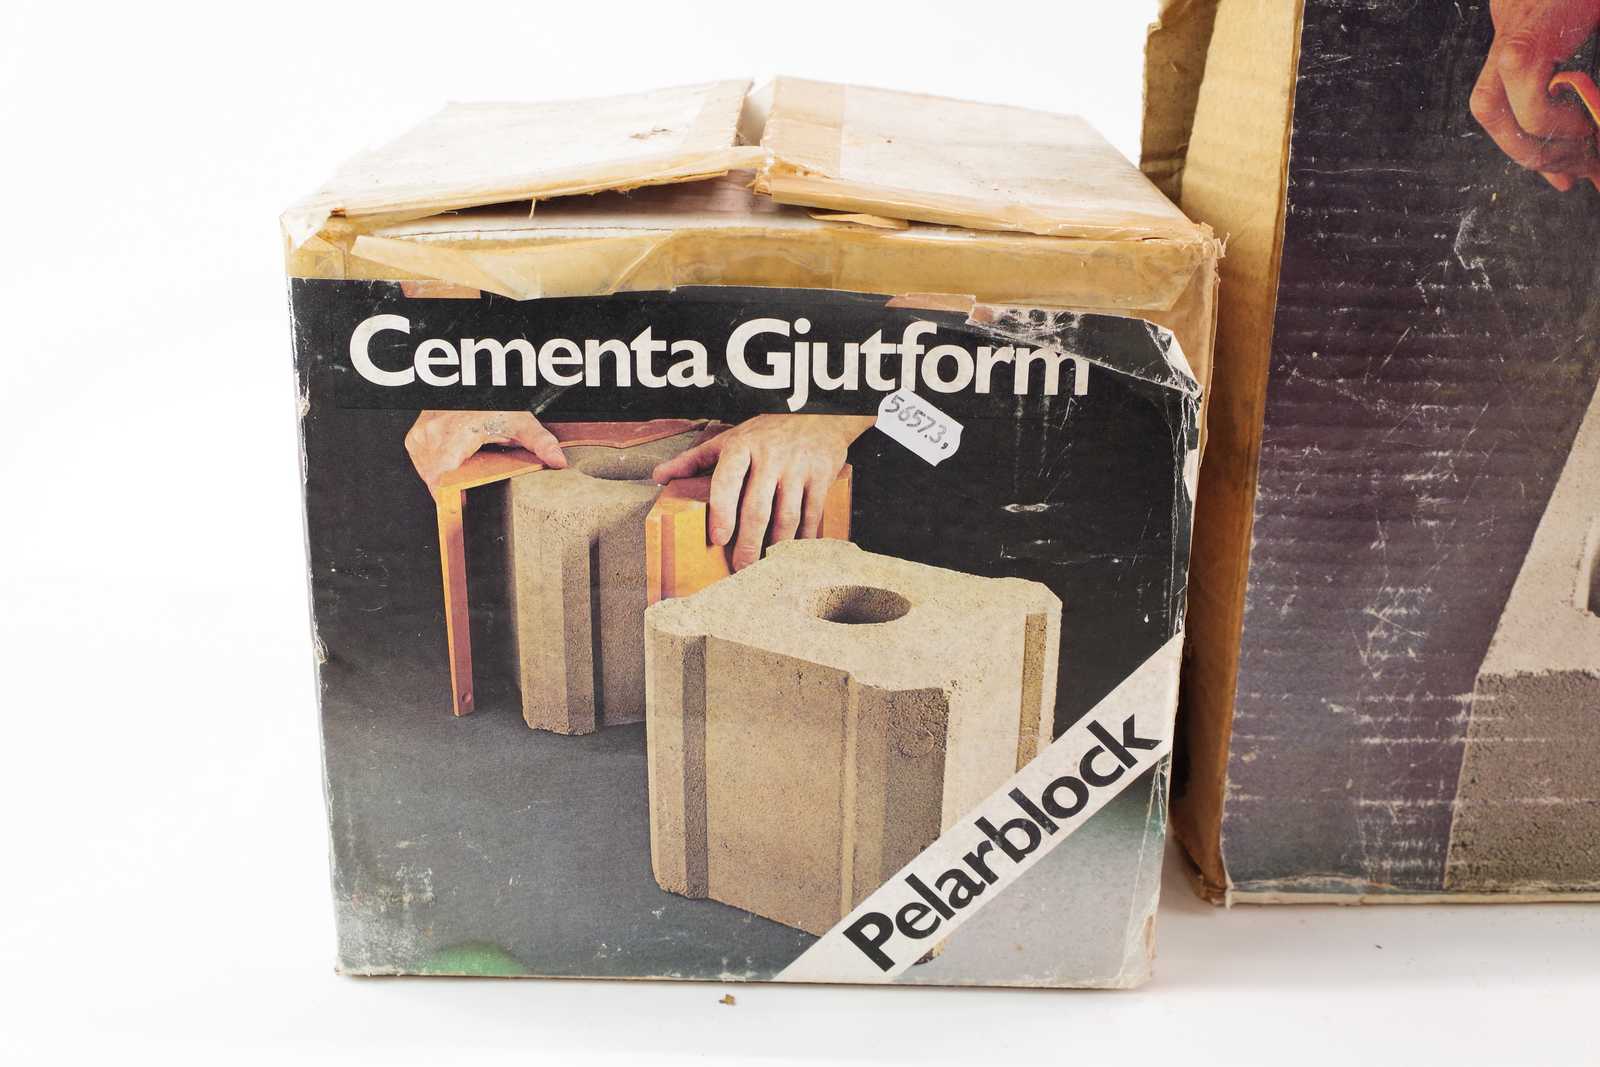 Cementa Gjutform
56573,
Pelarblock